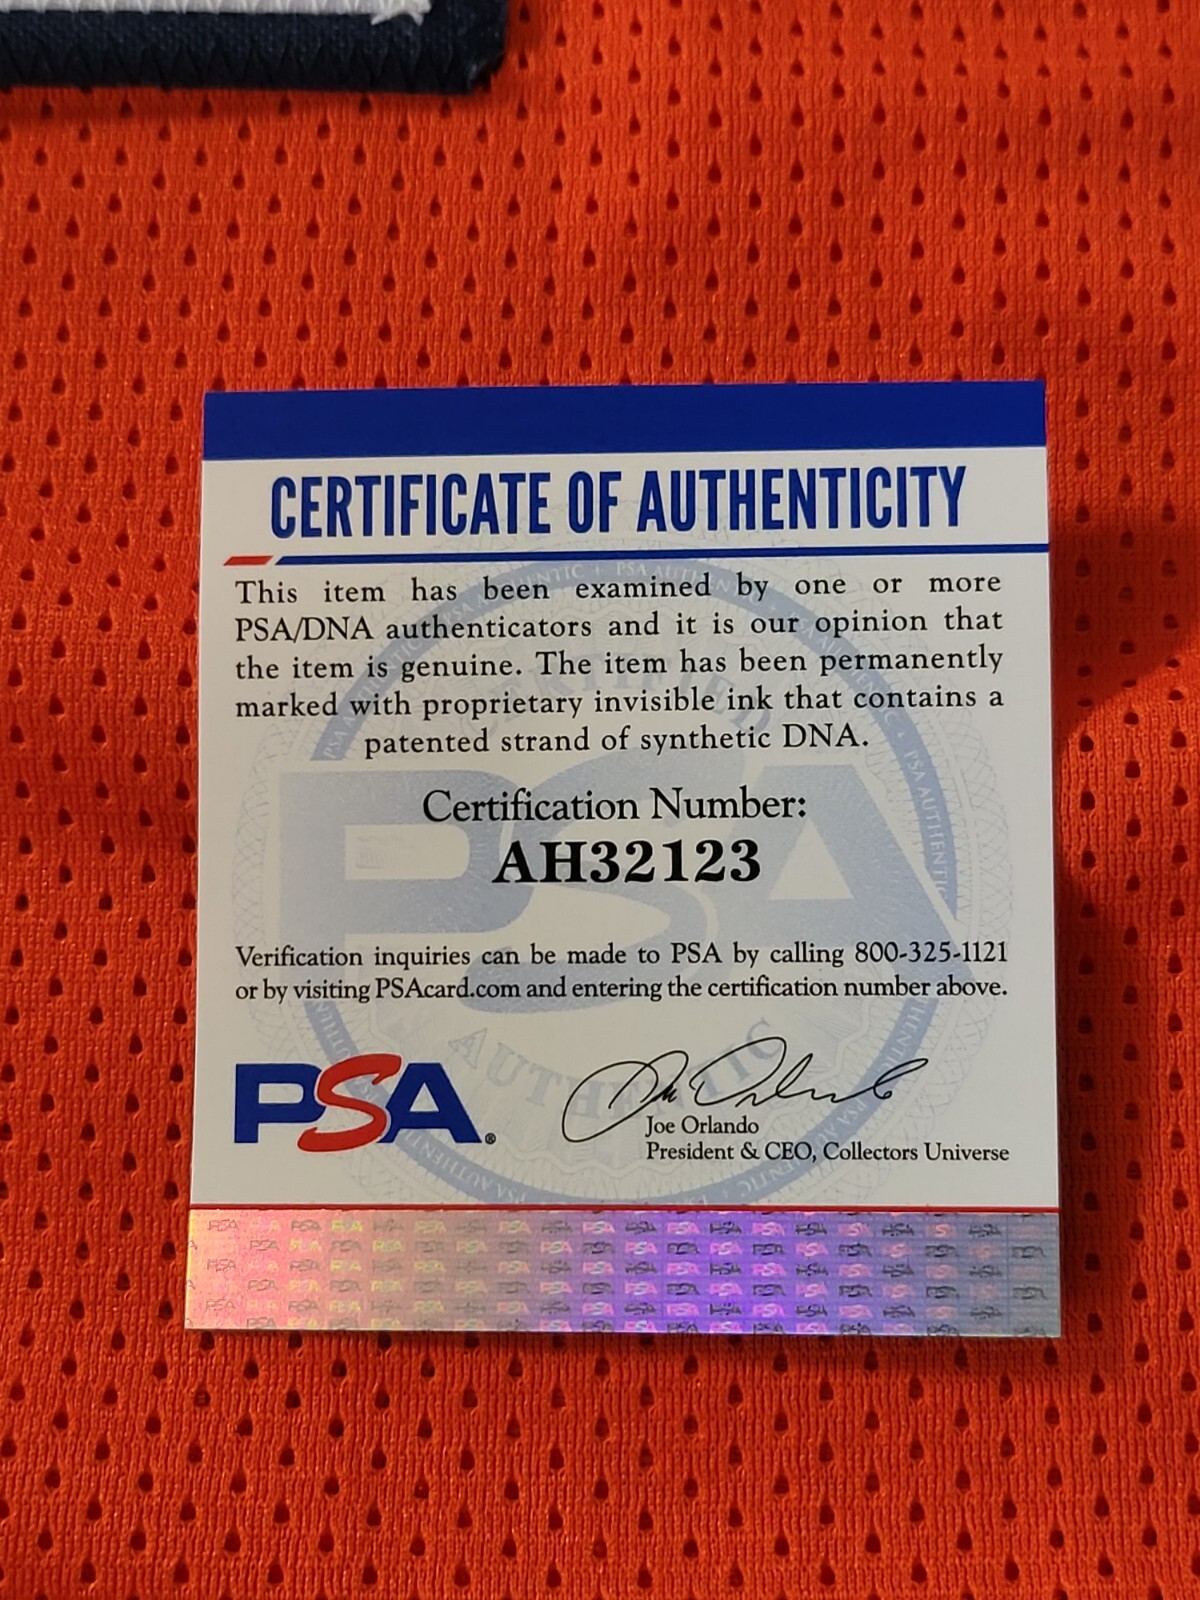 CERTIFICATE OF AUTHENTICITY
This item has been examined by one or more
PSA/DNA authenticators and it is our opinion that
the item is genuine. The item has been permanently
marked with proprietary invisible ink that contains a
patented strand of synthetic DNA.
Certification Number:
AH32123
Verification inquiries can be made to PSA by calling 800-325-1121
or by visiting PSAcard.com and entering the certification number above.
PSA®
Joe Orlando
President & CEO, Collectors Universe